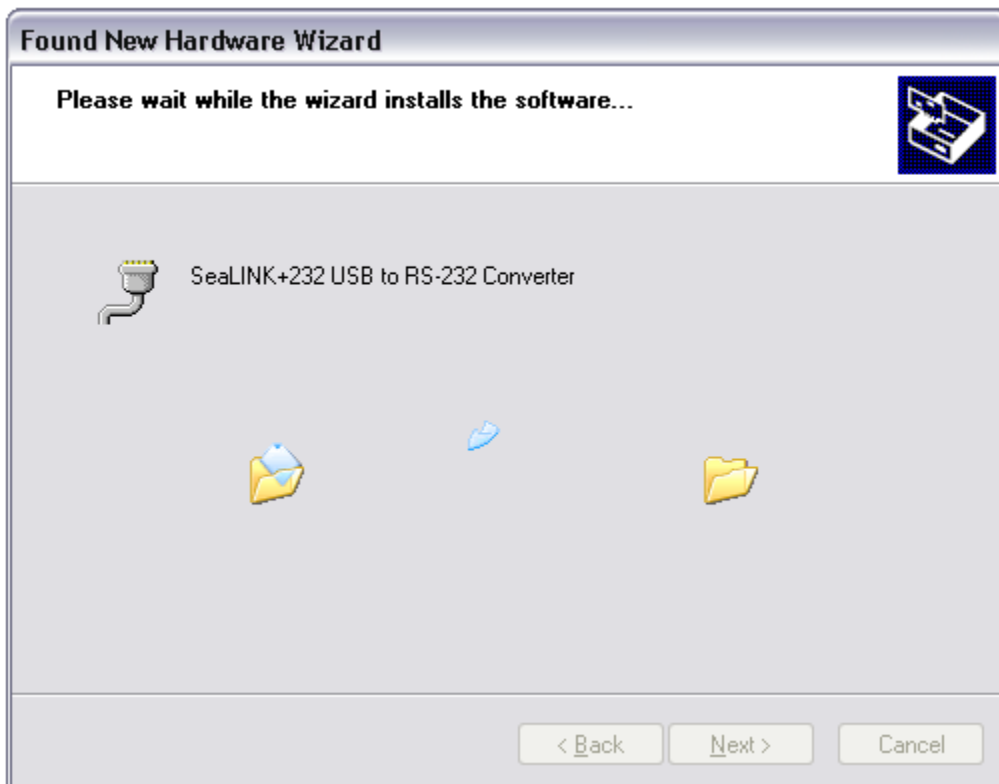 Found New Hardware Wizard
Please wait while the wizard installs the software...
SeaLINK+232 USB to RS-232 Converter
< Back
Next >
Cancel